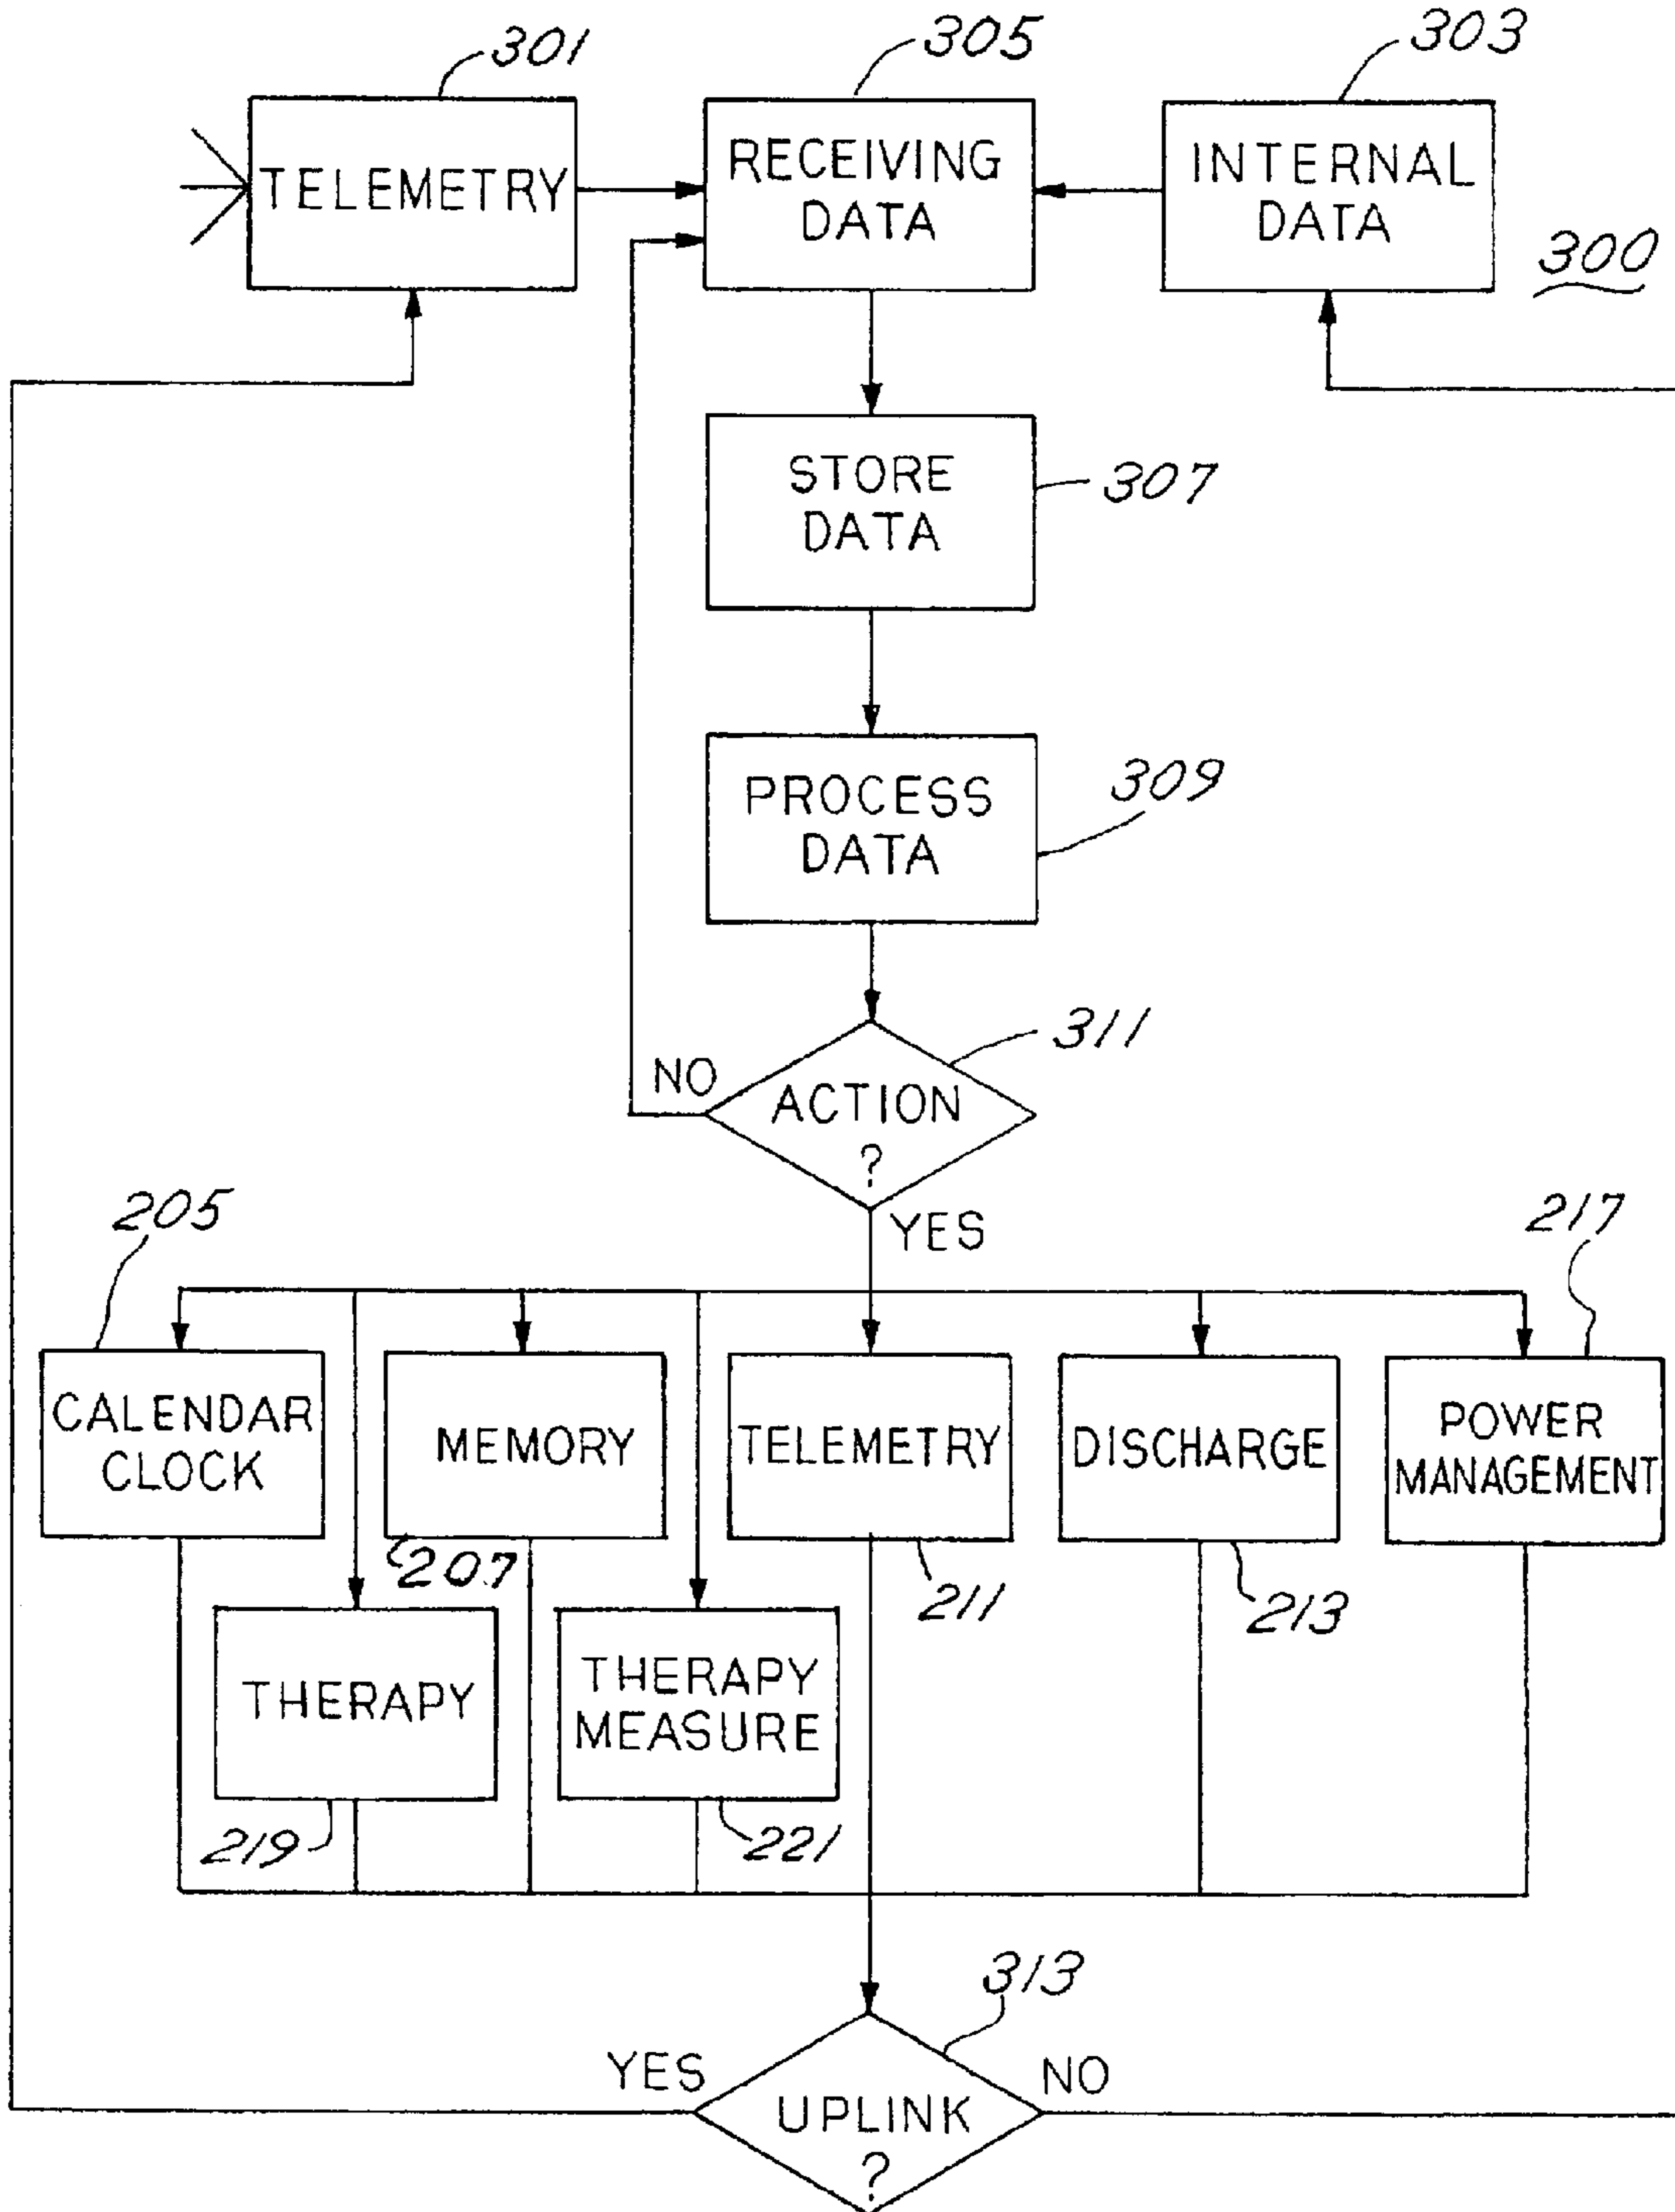 301
305
303
TELEMETRY
RECEIVING
DATA
INTERNAL
DATA
300
STORE
DATA
307
PROCESS
DATA
309
311
NO
ACTION
?
YES
205
217
CALENDAR
CLOCK
MEMORY
TELEMETRY
DISCHARGE
POWER
MANAGEMENT
207
211
213
THERAPY
THERAPY
MEASURE
219
221
313
YES
NO
UPLINK
?